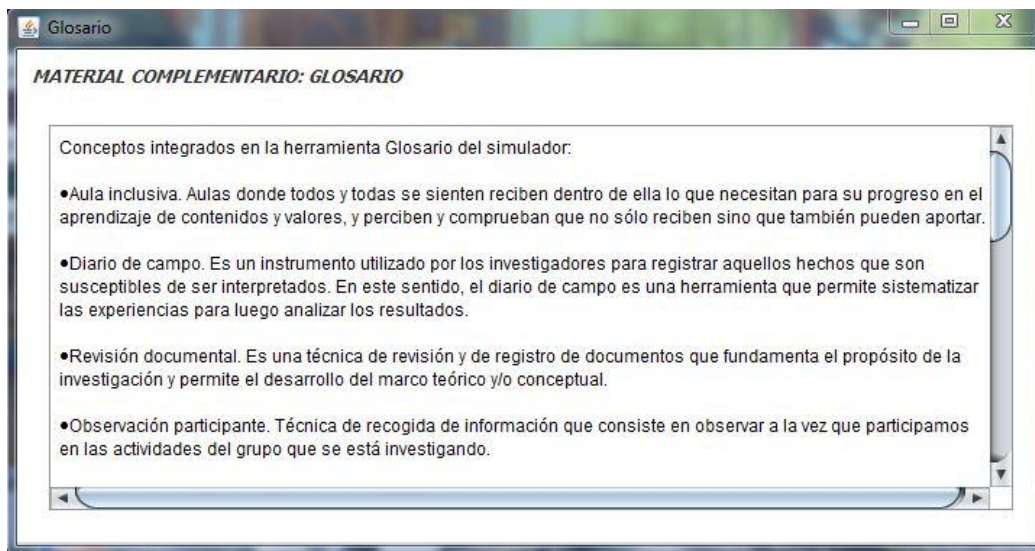 Glosario
MATERIAL COMPLEMENTARIO: GLOSARIO
Conceptos integrados en la herramienta Glosario del simulador:
●Aula inclusiva. Aulas donde todos y todas se sienten reciben dentro de ella lo que necesitan para su progreso en el
aprendizaje de contenidos y valores, y perciben y comprueban que no sólo reciben sino que también pueden aportar.
●Diario de campo. Es un instrumento utilizado por los investigadores para registrar aquellos hechos que son
susceptibles de ser interpretados. En este sentido, el diario de campo es una herramienta que permite sistematizar
las experiencias para luego analizar los resultados.
●Revisión documental. Es una técnica de revisión y de registro de documentos que fundamenta el propósito de la
investigación y permite el desarrollo del marco teórico y/o conceptual.
●Observación participante. Técnica de recogida de información que consiste en observar a la vez que participamos
en las actividades del grupo que se está investigando.